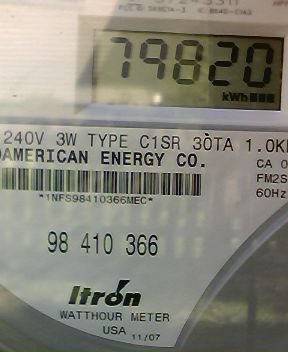 79820
kWh
240V 3W TYPE C1SR 30TA 1.0K
AMERICAN ENERGY CO.
CA 0
*1NFS98410366MEC*
FM2S
60Hz
98 410 366
Itron
WATTHOUR METER
USA 11/07